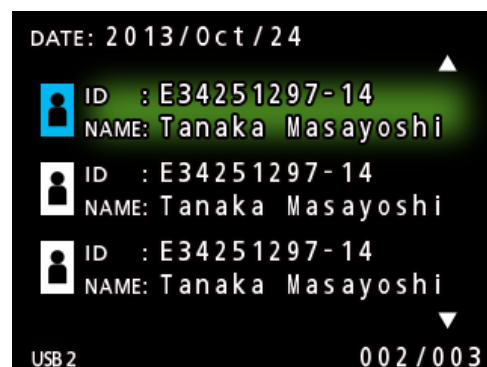 DATE: 2013/Oct/24
ID : E34251297-14
NAME: Tanaka Masayoshi
ID : E34251297-14
NAME: Tanaka Masayoshi
ID : E34251297-14
NAME: Tanaka Masayoshi
USB 2 002/003